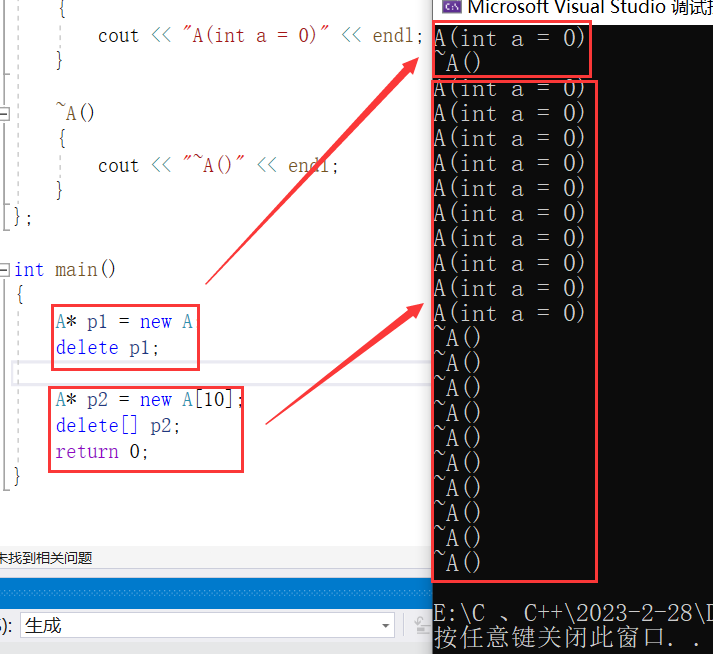 {
cout << "A(int a = 0)" << endl;
}
~A()
{
cout << "~A()" << endl;
}
};
int main()
{
A* p1 = new A
delete p1;
A* p2 = new A[10];
delete[] p2;
return 0;
}
未找到相关问题
生成
Microsoft Visual Studio 调试
A(int a = 0)
~A()
A(int a = 0)
A(int a = 0)
A(int a = 0)
A(int a = 0)
A(int a = 0)
A(int a = 0)
A(int a = 0)
A(int a = 0)
A(int a = 0)
A(int a = 0)
~A()
~A()
~A()
~A()
~A()
~A()
~A()
~A()
~A()
~A()
E:\C 、C++\2023-2-28\
按任意键关闭此窗口. .